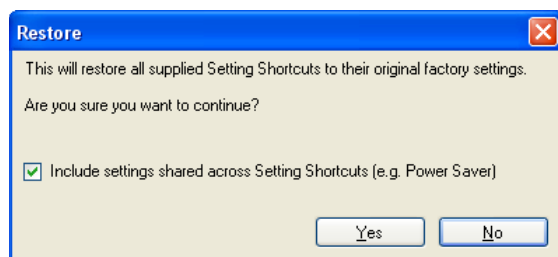 Restore
This will restore all supplied Setting Shortcuts to their original factory settings.
Are you sure you want to continue?
Include settings shared across Setting Shortcuts (e.g. Power Saver)
Yes
No